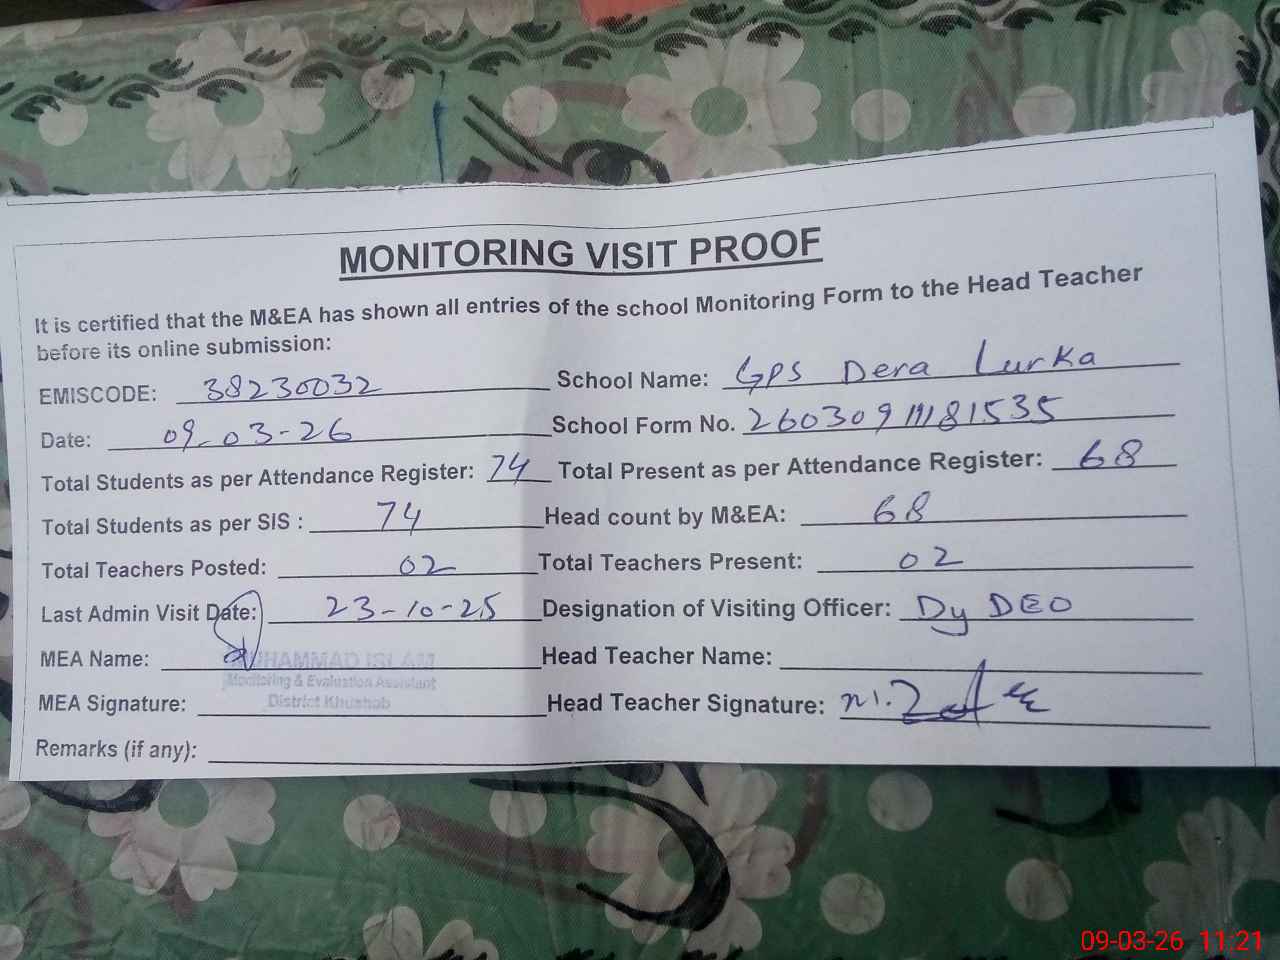 MONITORING VISIT PROOF
It is certified that the M&EA has shown all entries of the school Monitoring Form to the Head Teacher
before its online submission:
EMISCODE: 38230032 School Name: GPS Dera Lurka
Date: 09-03-26 School Form No. 26030911181535
Total Students as per Attendance Register: 74 Total Present as per Attendance Register: 68
Total Students as per SIS : 74 Head count by M&EA: 68
Total Teachers Posted: 02 Total Teachers Present: 02
Last Admin Visit Date: 23-10-25 Designation of Visiting Officer: Dy DEO
MEA Name: MUHAMMAD ISLAM Head Teacher Name:
Monitoring & Evaluation Assistant
District Khushab
MEA Signature: Head Teacher Signature:
Remarks (if any):
09-03-26 11:21